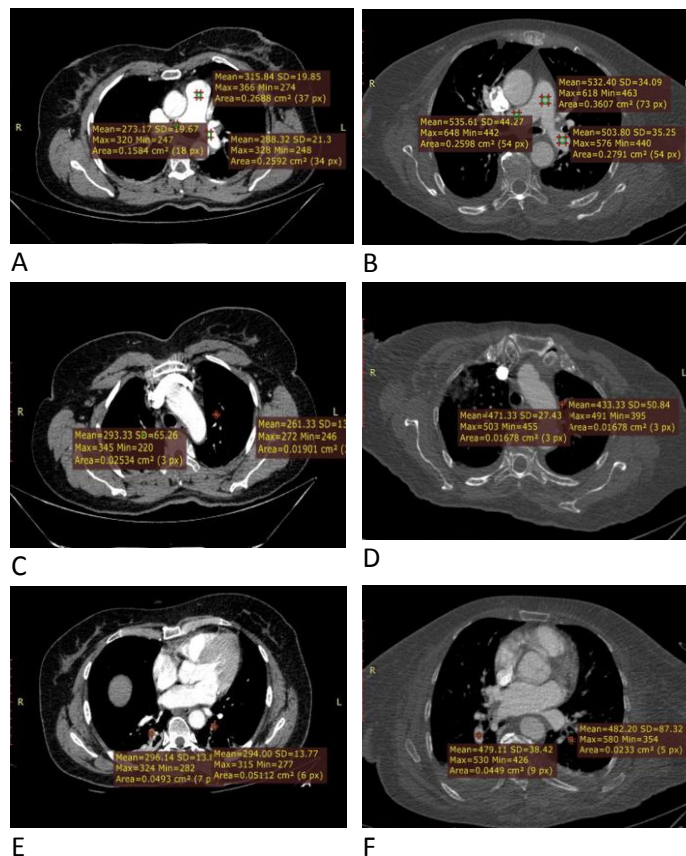 Mean=315.84 SD=19.85
Max=366 Min=274
Area=0.2688 cm² (37 px)
Mean=273.17 SD=19.67
Max=320 Min=247
Area=0.1584 cm² (18 px)
Mean=288.32 SD=21.3
Max=328 Min=248
Area=0.2592 cm² (34 px)
R
L
A
Mean=532.40 SD=34.09
Max=618 Min=463
Area=0.3607 cm² (73 px)
Mean=535.61 SD=44.27
Max=648 Min=442
Area=0.2598 cm² (54 px)
Mean=503.80 SD=35.25
Max=576 Min=440
Area=0.2791 cm² (54 px)
R
L
B
Mean=293.33 SD=65.26
Max=345 Min=220
Area=0.02534 cm² (3 px)
Mean=261.33 SD=13
Max=272 Min=246
Area=0.01901 cm²
R
C
Mean=471.33 SD=27.43
Max=503 Min=455
Area=0.01678 cm² (3 px)
Mean=433.33 SD=50.84
Max=491 Min=395
Area=0.01678 cm² (3 px)
R
L
D
Mean=296.14 SD=13.
Max=324 Min=282
Area=0.0493 cm² (7 p
Mean=294.00 SD=13.77
Max=315 Min=277
Area=0.05112 cm² (6 px)
R
L
E
Mean=479.11 SD=38.42
Max=530 Min=426
Area=0.0449 cm² (9 px)
Mean=482.20 SD=87.32
Max=580 Min=354
Area=0.0233 cm² (5 px)
R
F